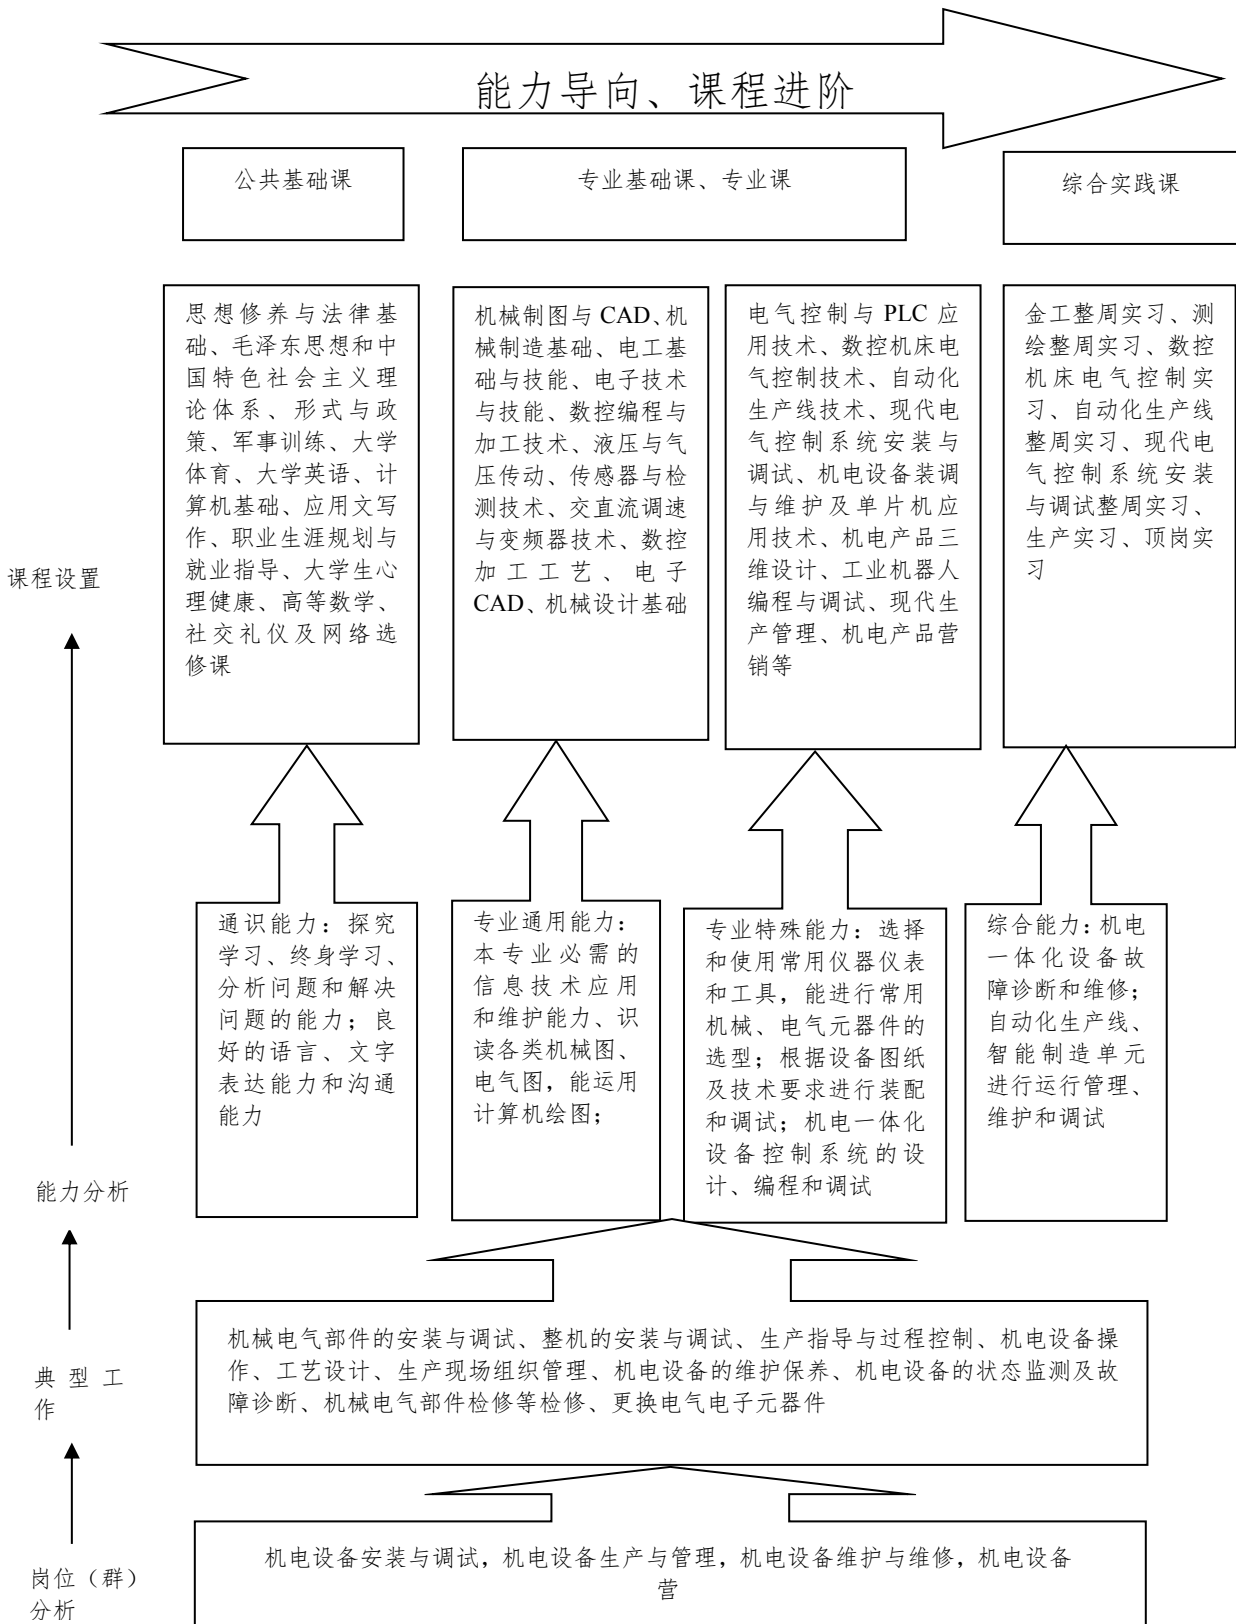 能力导向、课程进阶
公共基础课
专业基础课、专业课
综合实践课
思想修养与法律基
础、毛泽东思想和中
国特色社会主义理
论体系、形式与政
策、军事训练、大学
体育、大学英语、计
算机基础、应用文写
作、职业生涯规划与
就业指导、大学生心
理健康、高等数学、
社交礼仪及网络选
修课
机械制图与 CAD、机
械制造基础、电工基
础与技能、电子技术
与技能、数控编程与
加工技术、液压与气
压传动、传感器与检
测技术、交直流调速
与变频器技术、数控
加工工艺、电子
CAD、机械设计基础
电气控制与 PLC 应
用技术、数控机床电
气控制技术、自动化
生产线技术、现代电
气控制系统安装与
调试、机电设备装调
与维护及单片机应
用技术、机电产品三
维设计、工业机器人
编程与调试、现代生
产管理、机电产品营
销等
金工整周实习、测
绘整周实习、数控
机床电气控制实
习、自动化生产线
整周实习、现代电
气控制系统安装
与调试整周实习、
生产实习、顶岗实
习
课程设置
通识能力：探究
学习、终身学习、
分析问题和解决
问题的能力；良
好的语言、文字
表达能力和沟通
能力
专业通用能力：
本专业必需的
信息技术应用
和维护能力、识
读各类机械图、
电气图，能运用
计算机绘图；
专业特殊能力：选择
和使用常用仪器仪表
和工具，能进行常用
机械、电气元器件的
选型；根据设备图纸
及技术要求进行装配
和调试；机电一体化
设备控制系统的设
计、编程和调试
综合能力：机电
一体化设备故
障诊断和维修；
自动化生产线、
智能制造单元
进行运行管理、
维护和调试
能力分析
机械电气部件的安装与调试、整机的安装与调试、生产指导与过程控制、机电设备操
作、工艺设计、生产现场组织管理、机电设备的维护保养、机电设备的状态监测及故
障诊断、机械电气部件检修等检修、更换电气电子元器件
典型工
作
机电设备安装与调试，机电设备生产与管理，机电设备维护与维修，机电设备
营
岗位（群）
分析